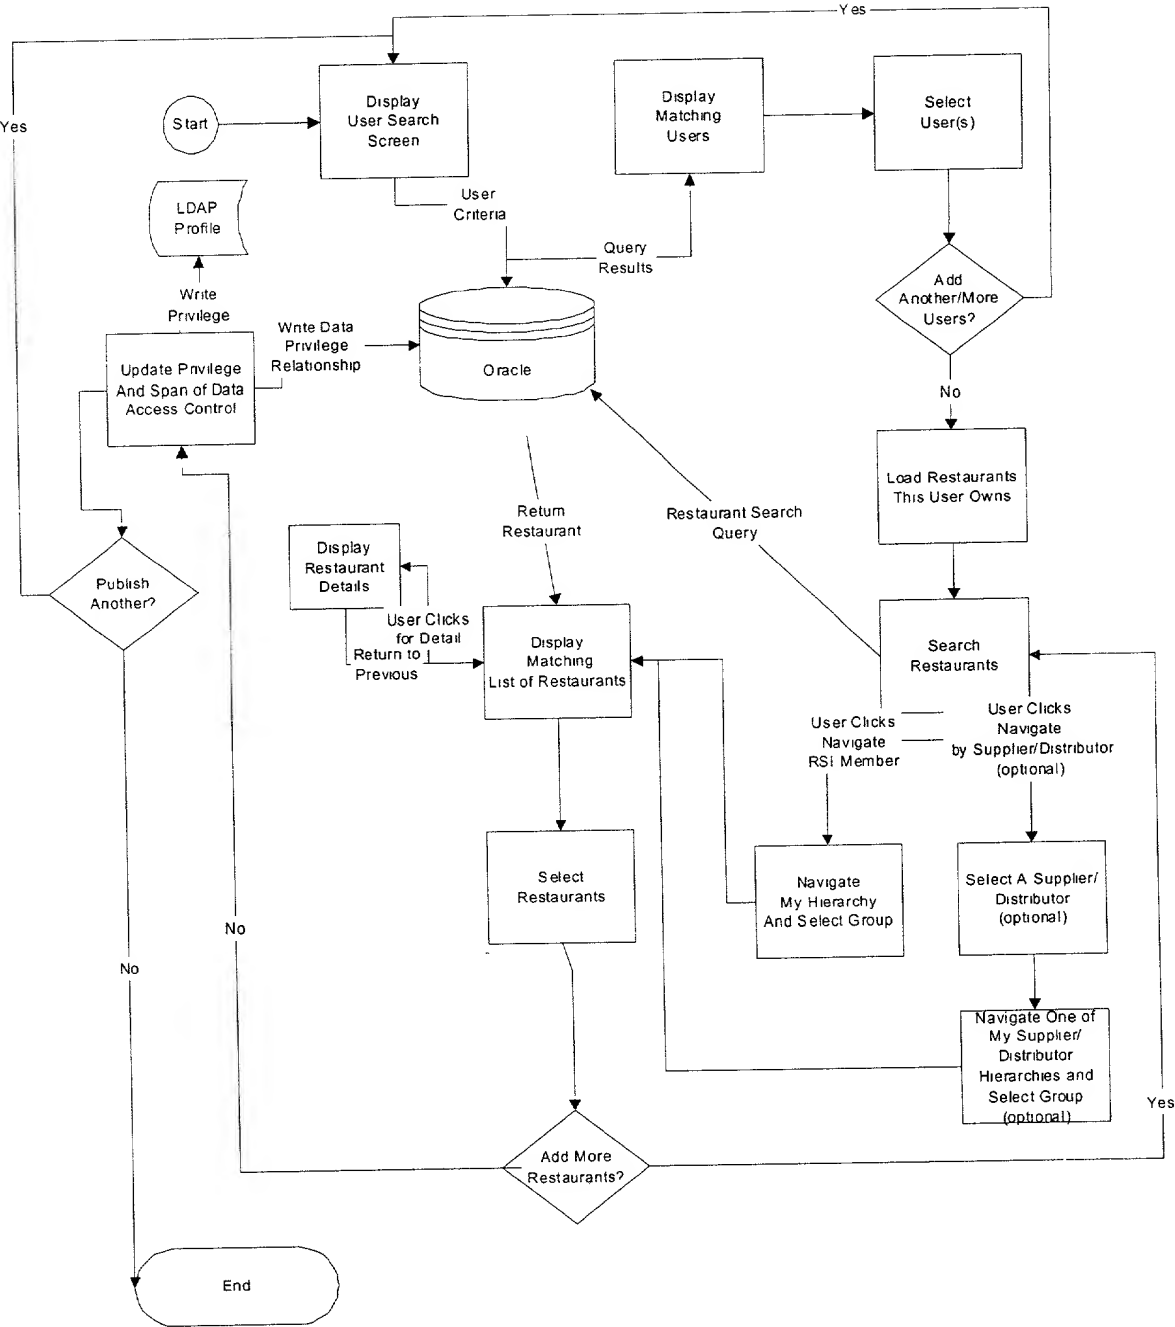 Yes
Yes
Start
Display
User Search
Screen
Display
Matching
Users
Select
User(s)
LDAP
Profile
User
Criteria
Query
Results
Add
Another/More
Users?
Write
Privilege
Write Data
Privilege
Relationship
Update Privilege
And Span of Data
Access Control
Oracle
No
Load Restaurants
This User Owns
Return
Restaurant
Restaurant Search
Query
Display
Restaurant
Details
Publish
Another?
User Clicks
for Detail
Return to
Previous
Display
Matching
List of Restaurants
Search
Restaurants
User Clicks
Navigate
RSI Member
User Clicks
Navigate
by Supplier/Distributor
(optional)
Select
Restaurants
Navigate
My Hierarchy
And Select Group
Select A Supplier/
Distributor
(optional)
No
No
Navigate One of
My Supplier/
Distributor
Hierarchies and
Select Group
(optional)
Yes
Add More
Restaurants?
End